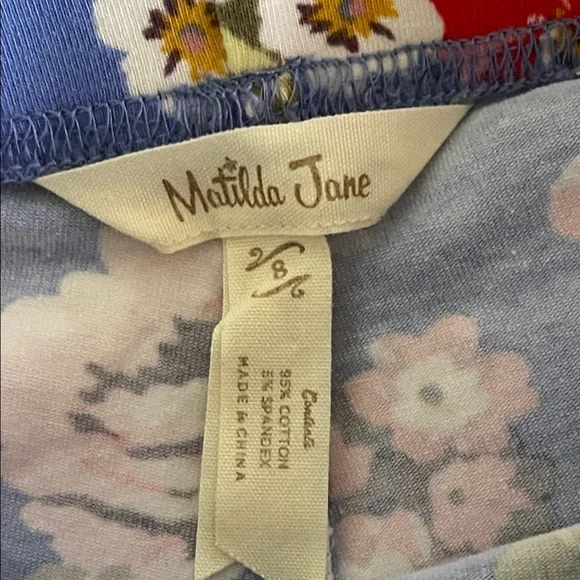 Matilda Jane
8
Contents
95% COTTON
5% SPANDEX
MADE in CHINA